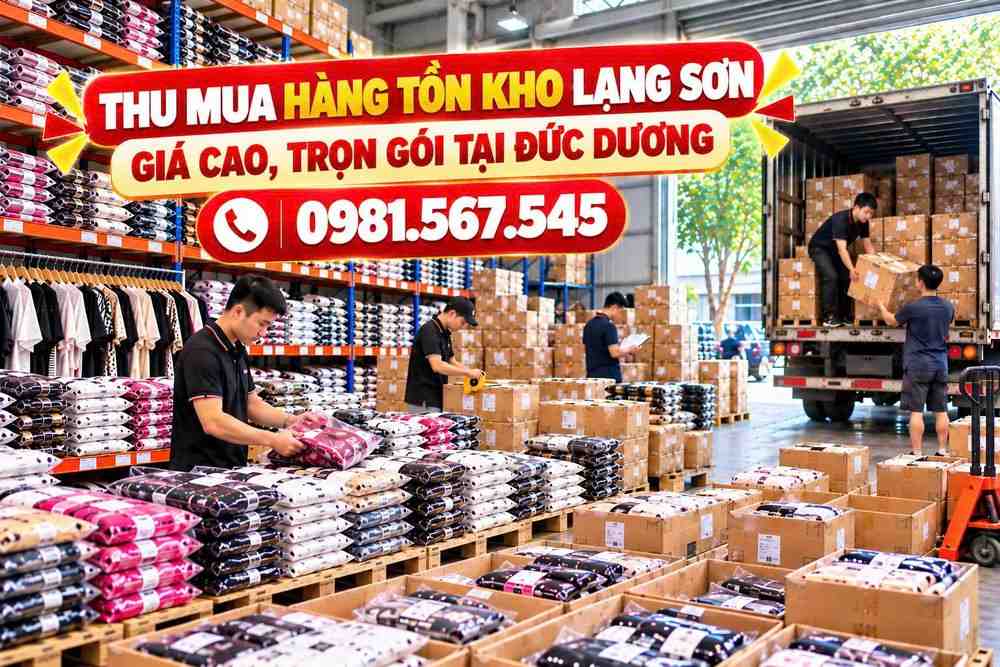 THU MUA HÀNG TỒN KHO LẠNG SƠN
GIÁ CAO, TRỌN GÓI TẠI ĐỨC DƯƠNG
0981.567.545